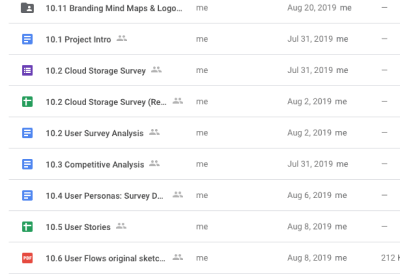 10.11 Branding Mind Maps & Logo... me Aug 20, 2019 me —
10.1 Project Intro me Jul 31, 2019 me —
10.2 Cloud Storage Survey me Jul 31, 2019 me —
10.2 Cloud Storage Survey (Re... me Aug 2, 2019 me —
10.2 User Survey Analysis me Aug 2, 2019 me —
10.3 Competitive Analysis me Jul 31, 2019 me —
10.4 User Personas: Survey D... me Aug 6, 2019 me —
10.5 User Stories me Aug 8, 2019 me —
PDF 10.6 User Flows original sketc... me Aug 8, 2019 me 212 K